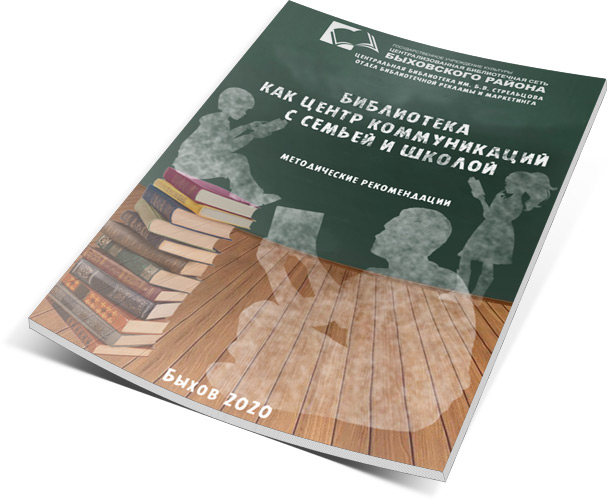 ГОСУДАРСТВЕННОЕ УЧРЕЖДЕНИЕ КУЛЬТУРЫ
ЦЕНТРАЛИЗОВАННАЯ БИБЛИОТЕЧНАЯ СЕТЬ
БЫХОВСКОГО РАЙОНА
ЦЕНТРАЛЬНАЯ БИБЛИОТЕКА ИМ. Б.В. СТРЕЛЬЦОВА
ОТДЕЛ БИБЛИОТЕЧНОЙ РЕКЛАМЫ И МАРКЕТИНГА
БИБЛИОТЕКА
КАК ЦЕНТР КОММУНИКАЦИЙ
С СЕМЬЕЙ И ШКОЛОЙ
МЕТОДИЧЕСКИЕ РЕКОМЕНДАЦИИ
Быхов 2020